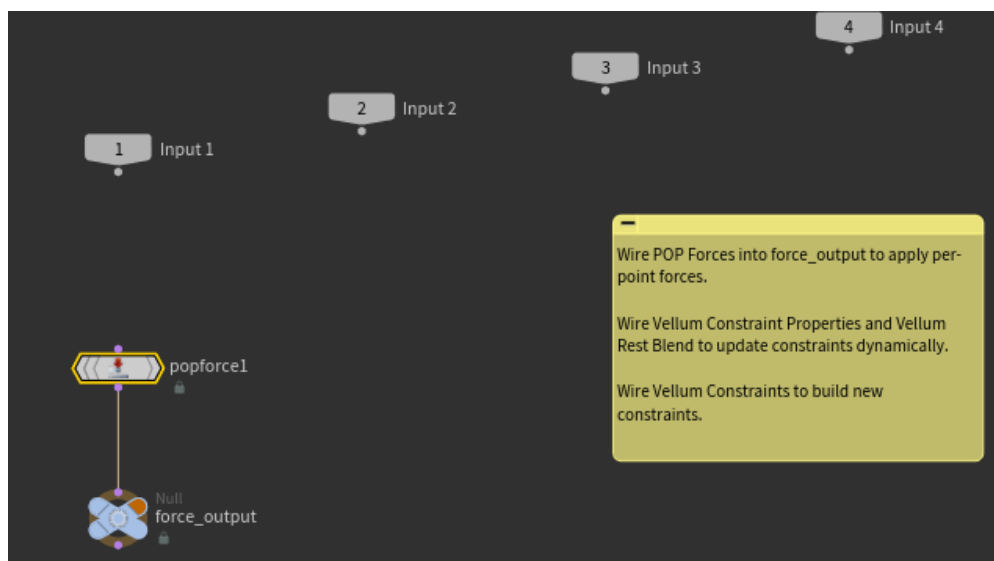 4 Input 4
3 Input 3
2 Input 2
1 Input 1
Wire POP Forces into force_output to apply per-
point forces.
Wire Vellum Constraint Properties and Vellum
Rest Blend to update constraints dynamically.
Wire Vellum Constraints to build new
constraints.
popforce1
Null
force_output